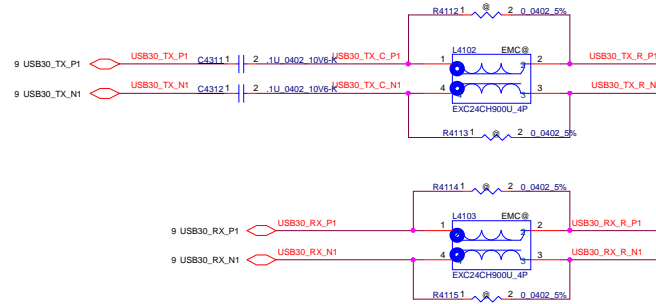 R4112 1 @ 2 0_0402_5%
9 USB30_TX_P1 USB30_TX_P1 C4311 1 2 .1U_0402_10V6-K USB30_TX_C_P1 1 L4102 EMC@ 2 USB30_TX_R_P1
9 USB30_TX_N1 USB30_TX_N1 C4312 1 2 .1U_0402_10V6-K USB30_TX_C_N1 4 3 USB30_TX_R_N
EXC24CH900U_4P
R4113 1 @ 2 0_0402_5%
R4114 1 @ 2 0_0402_5%
9 USB30_RX_P1 USB30_RX_P1 1 L4103 EMC@ 2 USB30_RX_R_P1
9 USB30_RX_N1 USB30_RX_N1 4 3 USB30_RX_R_N1
EXC24CH900U_4P
R4115 1 @ 2 0_0402_5%